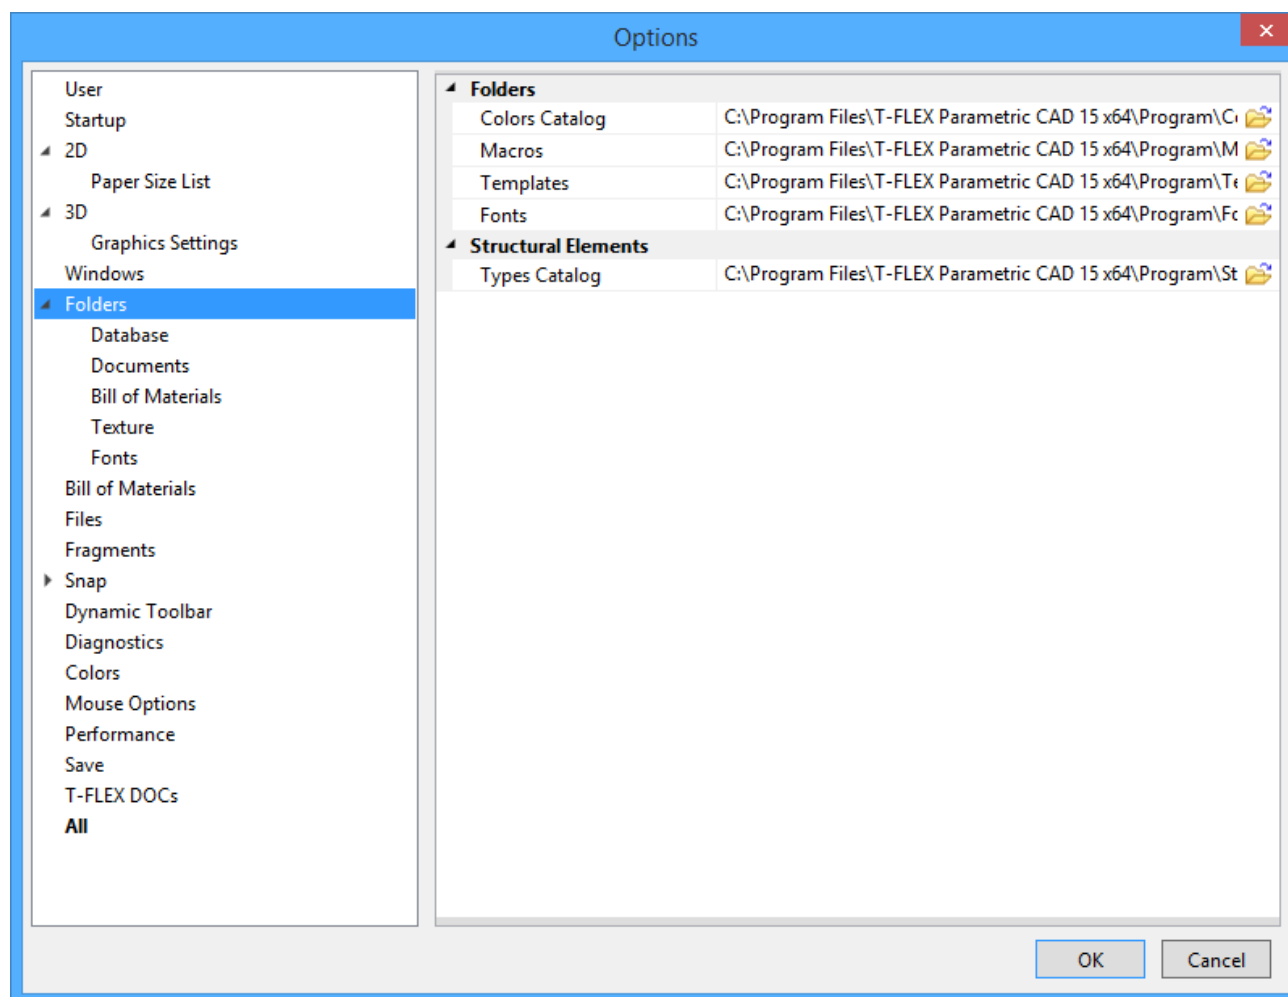 Options
User
Startup
2D
Paper Size List
3D
Graphics Settings
Windows
Folders
Database
Documents
Bill of Materials
Texture
Fonts
Bill of Materials
Files
Fragments
Snap
Dynamic Toolbar
Diagnostics
Colors
Mouse Options
Performance
Save
T-FLEX DOCs
All
Folders
Colors Catalog C:\Program Files\T-FLEX Parametric CAD 15 x64\Program\C
Macros C:\Program Files\T-FLEX Parametric CAD 15 x64\Program\M
Templates C:\Program Files\T-FLEX Parametric CAD 15 x64\Program\Te
Fonts C:\Program Files\T-FLEX Parametric CAD 15 x64\Program\Fc
Structural Elements
Types Catalog C:\Program Files\T-FLEX Parametric CAD 15 x64\Program\St
OK Cancel